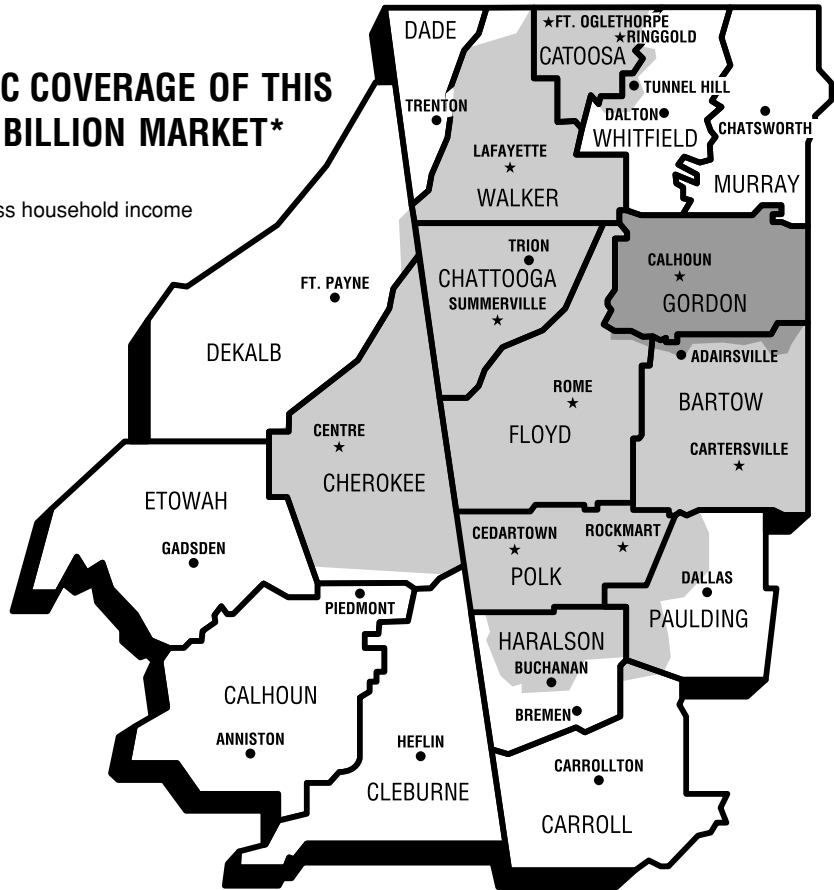 DADE
★FT. OGLETHORPE
★RINGGOLD
CATOOSA
C COVERAGE OF THIS
BILLION MARKET*
TUNNEL HILL
TRENTON
DALTON
CHATSWORTH
WHITFIELD
LAFAYETTE
WALKER
MURRAY
ss household income
TRION
CALHOUN
CHATTOOGA
FT. PAYNE
SUMMERVILLE
GORDON
DEKALB
ADAIRSVILLE
ROME
BARTOW
CENTRE
FLOYD
CARTERSVILLE
CHEROKEE
ETOWAH
CEDARTOWN
ROCKMART
GADSDEN
POLK
DALLAS
PIEDMONT
PAULDING
HARALSON
BUCHANAN
CALHOUN
BREMEN
ANNISTON
HEFLIN
CARROLLTON
CLEBURNE
CARROLL